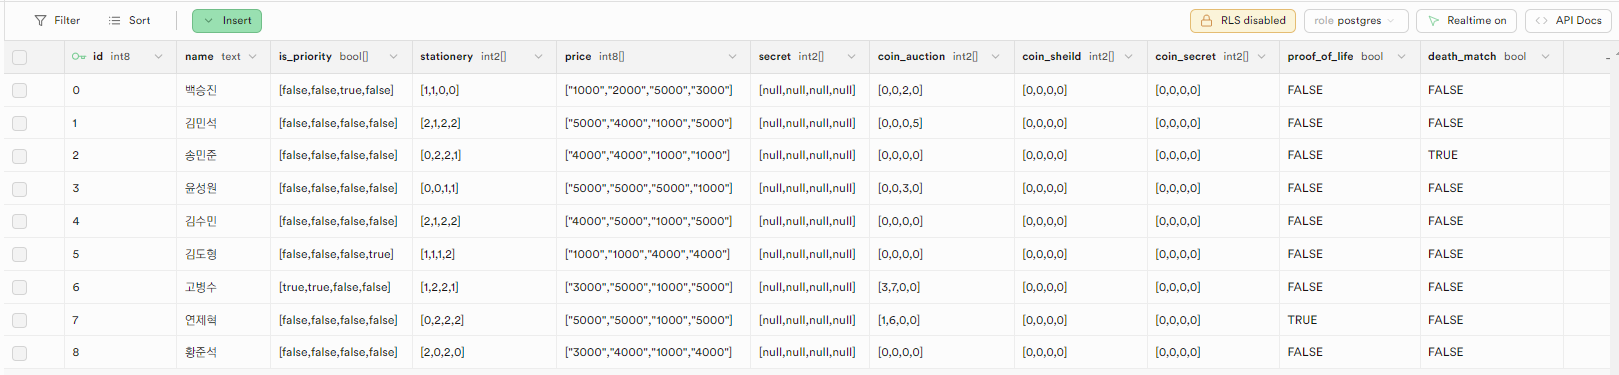 Filter Sort Insert RLS disabled role postgres Realtime on API Docs
id int8 name text is_priority bool[] stationery int2[] price int8[] secret int2[] coin_auction int2[] coin_sheild int2[] coin_secret int2[] proof_of_life bool death_match bool
0 백승진 [false,false,true,false] [1,1,0,0] ["1000","2000","5000","3000"] [null,null,null,null] [0,0,2,0] [0,0,0,0] [0,0,0,0] FALSE FALSE
1 김민석 [false,false,false,false] [2,1,2,2] ["5000","4000","1000","5000"] [null,null,null,null] [0,0,0,5] [0,0,0,0] [0,0,0,0] FALSE FALSE
2 송민준 [false,false,false,false] [0,2,2,1] ["4000","4000","1000","1000"] [null,null,null,null] [0,0,0,0] [0,0,0,0] [0,0,0,0] FALSE TRUE
3 윤성원 [false,false,false,false] [0,0,1,1] ["5000","5000","5000","1000"] [null,null,null,null] [0,0,3,0] [0,0,0,0] [0,0,0,0] FALSE FALSE
4 김수민 [false,false,false,false] [2,1,2,2] ["4000","5000","1000","5000"] [null,null,null,null] [0,0,0,0] [0,0,0,0] [0,0,0,0] FALSE FALSE
5 김도형 [false,false,false,true] [1,1,1,2] ["1000","1000","4000","4000"] [null,null,null,null] [0,0,0,0] [0,0,0,0] [0,0,0,0] FALSE FALSE
6 고병수 [true,true,false,false] [1,2,2,1] ["3000","5000","1000","5000"] [null,null,null,null] [3,7,0,0] [0,0,0,0] [0,0,0,0] FALSE FALSE
7 연제혁 [false,false,false,false] [0,2,2,2] ["5000","5000","1000","5000"] [null,null,null,null] [1,6,0,0] [0,0,0,0] [0,0,0,0] TRUE FALSE
8 황준석 [false,false,false,false] [2,0,2,0] ["3000","4000","1000","4000"] [null,null,null,null] [0,0,0,0] [0,0,0,0] [0,0,0,0] FALSE FALSE